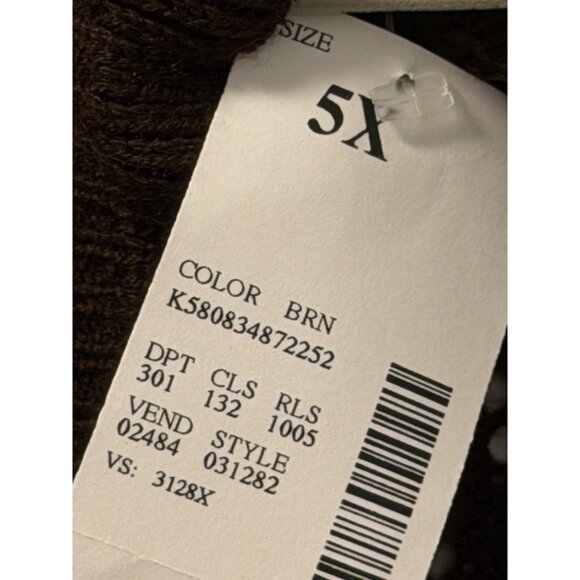 SIZE
5X
COLOR BRN
K580834872252
DPT CLS RLS
301 132 1005
VEND STYLE
02484 031282
VS: 3128X